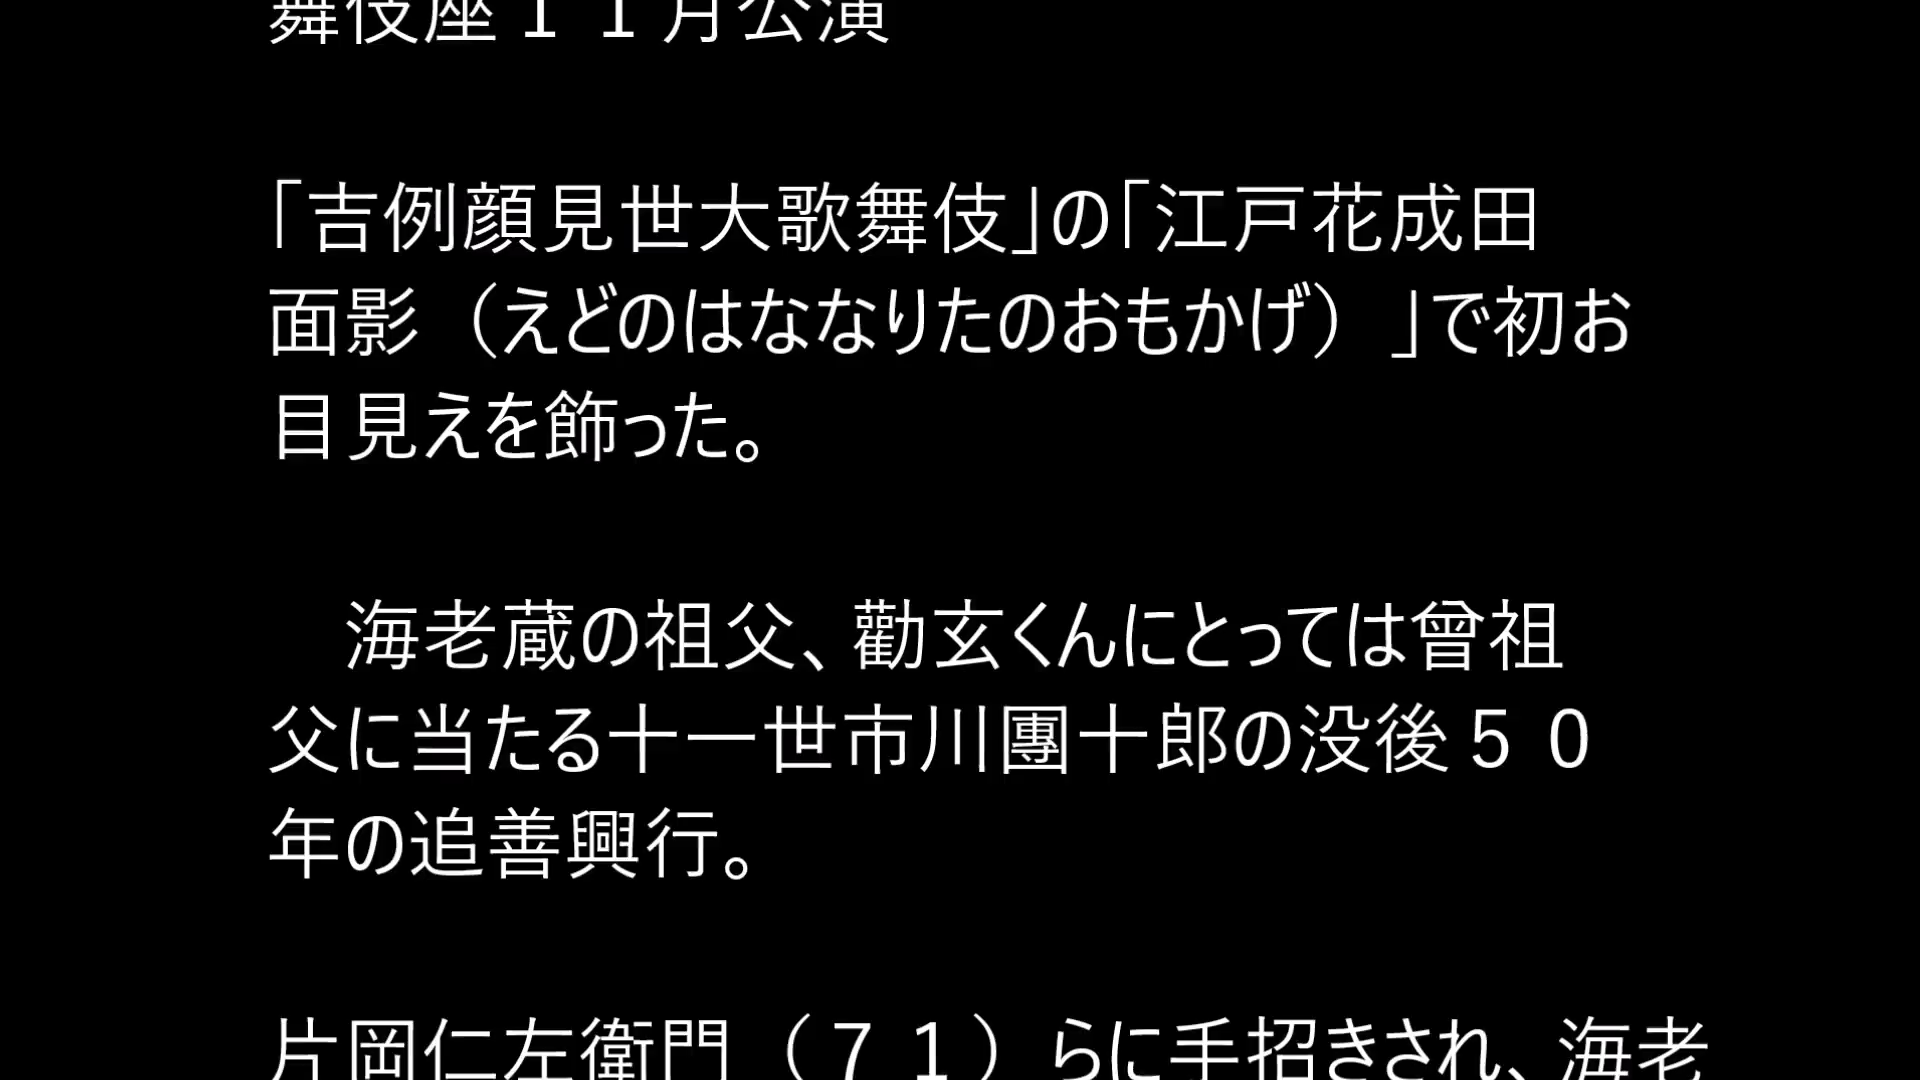 舞伎座１１月公演
「吉例顔見世大歌舞伎」の「江戸花成田
面影（えどのはななりたのおもかげ）」で初お
目見えを飾った。
　海老蔵の祖父、勸玄くんにとっては曾祖
父に当たる十一世市川團十郎の没後５０
年の追善興行。
片岡仁左衛門（７１）らに手招きされ、海老